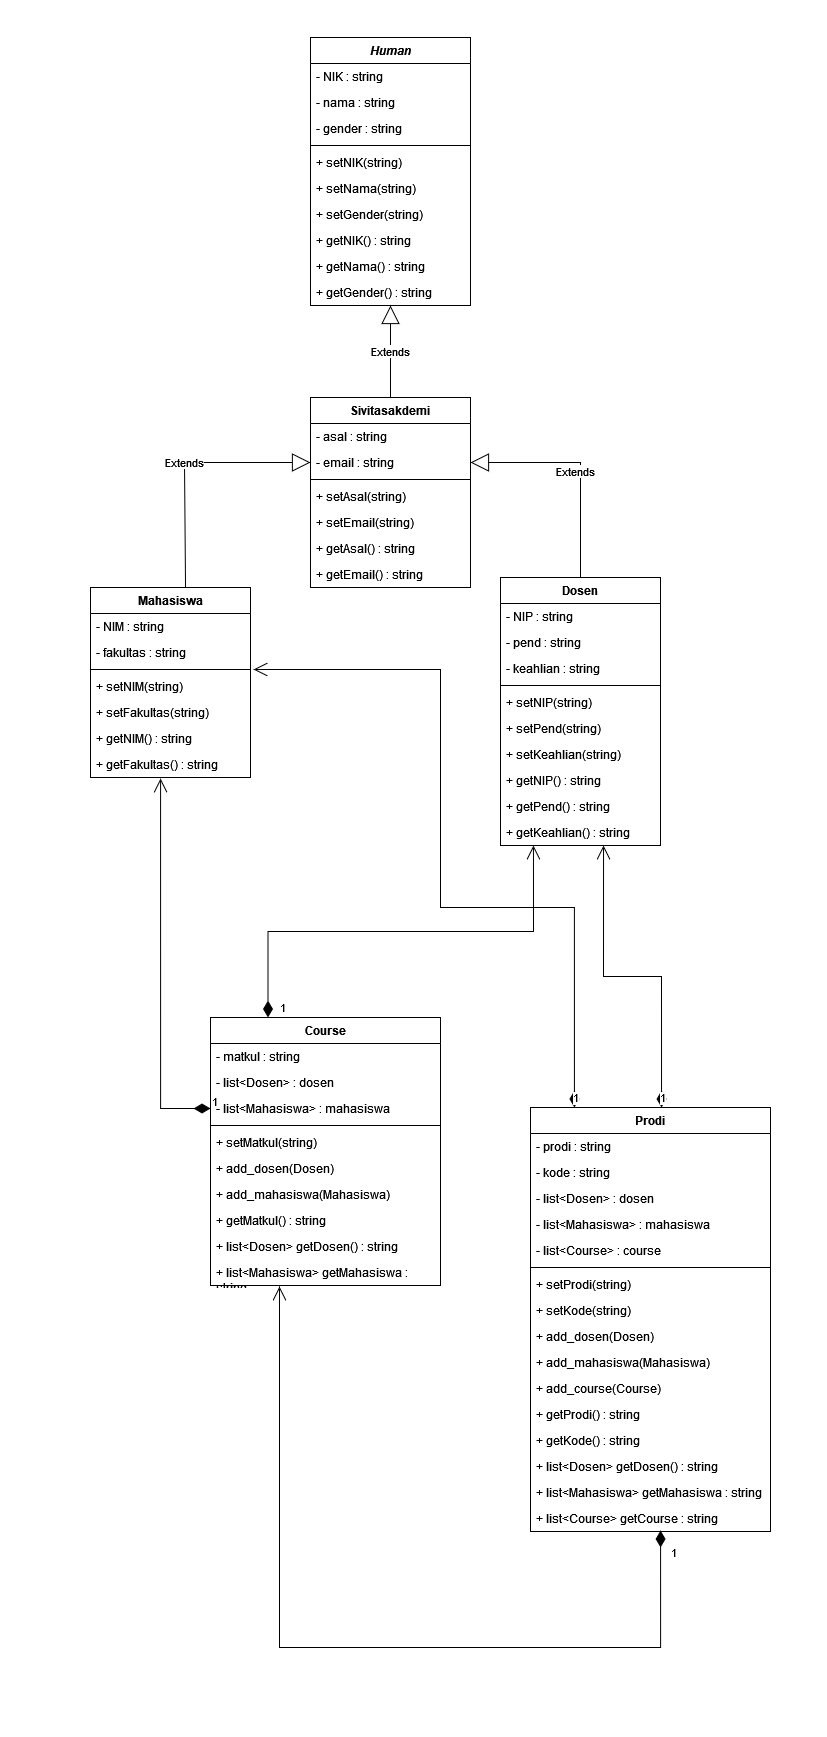 Human
- NIK : string
- nama : string
- gender : string
+ setNIK(string)
+ setNama(string)
+ setGender(string)
+ getNIK() : string
+ getNama() : string
+ getGender() : string
Extends
Sivitasakdemi
- asal : string
- email : string
+ setAsal(string)
+ setEmail(string)
+ getAsal() : string
+ getEmail() : string
Extends
Extends
Mahasiswa
- NIM : string
- fakultas : string
+ setNIM(string)
+ setFakultas(string)
+ getNIM() : string
+ getFakultas() : string
Dosen
- NIP : string
- pend : string
- keahlian : string
+ setNIP(string)
+ setPend(string)
+ setKeahlian(string)
+ getNIP() : string
+ getPend() : string
+ getKeahlian() : string
1
Course
- matkul : string
- list<Dosen> : dosen
1
- list<Mahasiswa> : mahasiswa
+ setMatkul(string)
+ add_dosen(Dosen)
+ add_mahasiswa(Mahasiswa)
+ getMatkul() : string
+ list<Dosen> getDosen() : string
+ list<Mahasiswa> getMahasiswa :
string
1
1
Prodi
- prodi : string
- kode : string
- list<Dosen> : dosen
- list<Mahasiswa> : mahasiswa
- list<Course> : course
+ setProdi(string)
+ setKode(string)
+ add_dosen(Dosen)
+ add_mahasiswa(Mahasiswa)
+ add_course(Course)
+ getProdi() : string
+ getKode() : string
+ list<Dosen> getDosen() : string
+ list<Mahasiswa> getMahasiswa : string
+ list<Course> getCourse : string
1